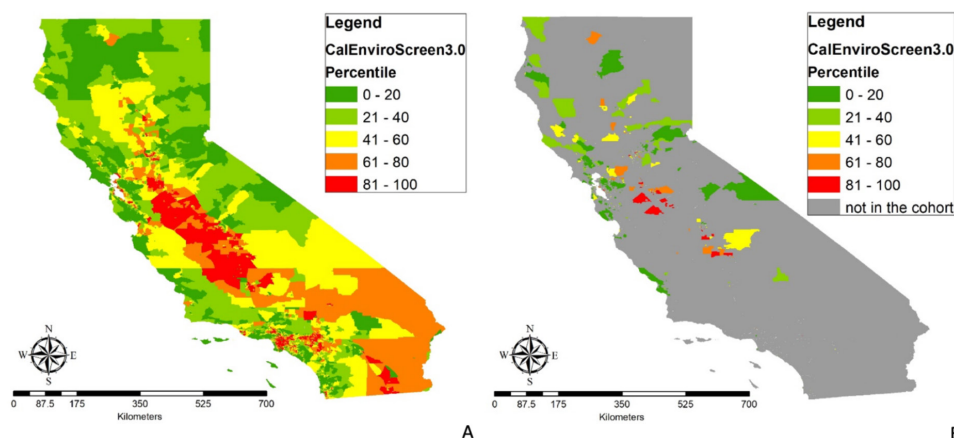 Legend
CalEnviroScreen3.0
Percentile
0 - 20
21 - 40
41 - 60
61 - 80
81 - 100
N
W E
S
0 87.5 175 350 525 700
Kilometers
A
Legend
CalEnviroScreen3.0
Percentile
0 - 20
21 - 40
41 - 60
61 - 80
81 - 100
not in the cohort
N
W E
S
0 87.5 175 350 525 700
Kilometers